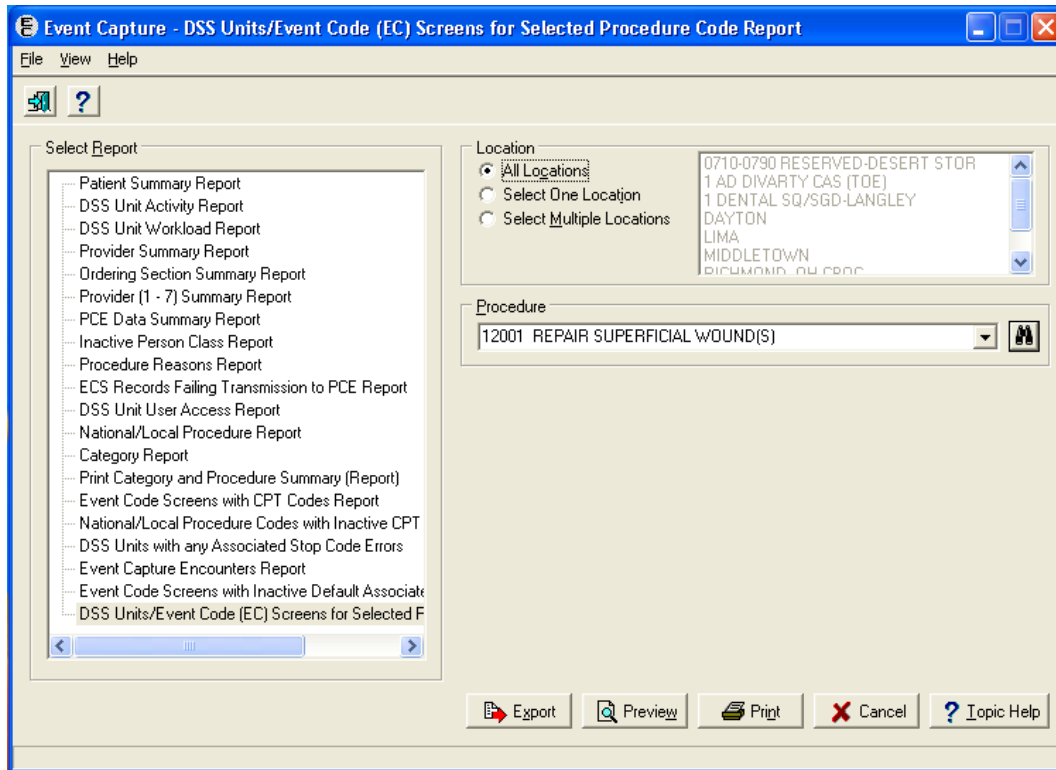 Event Capture - DSS Units/Event Code (EC) Screens for Selected Procedure Code Report
File View Help
Select Report
Patient Summary Report
DSS Unit Activity Report
DSS Unit Workload Report
Provider Summary Report
Ordering Section Summary Report
Provider (1 - 7) Summary Report
PCE Data Summary Report
Inactive Person Class Report
Procedure Reasons Report
ECS Records Failing Transmission to PCE Report
DSS Unit User Access Report
National/Local Procedure Report
Category Report
Print Category and Procedure Summary (Report)
Event Code Screens with CPT Codes Report
National/Local Procedure Codes with Inactive CPT
DSS Units with any Associated Stop Code Errors
Event Capture Encounters Report
Event Code Screens with Inactive Default Associate
DSS Units/Event Code (EC) Screens for Selected
Location
All Locations
Select One Location
Select Multiple Locations
0710-0790 RESERVED-DESERT STOR
1 AD DIVARTY CAS (TOE)
1 DENTAL SQ/SGD-LANGLEY
DAYTON
LIMA
MIDDLETOWN
RICHMOND, OH CBOC
Procedure
12001 REPAIR SUPERFICIAL WOUND(S)
Export
Preview
Print
Cancel
? Topic Help